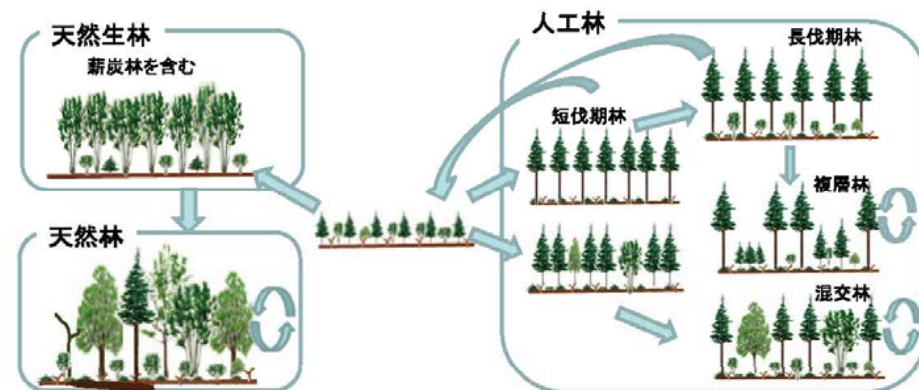 天然生林
薪炭林を含む
天然林
人工林
長伐期林
短伐期林
複層林
混交林